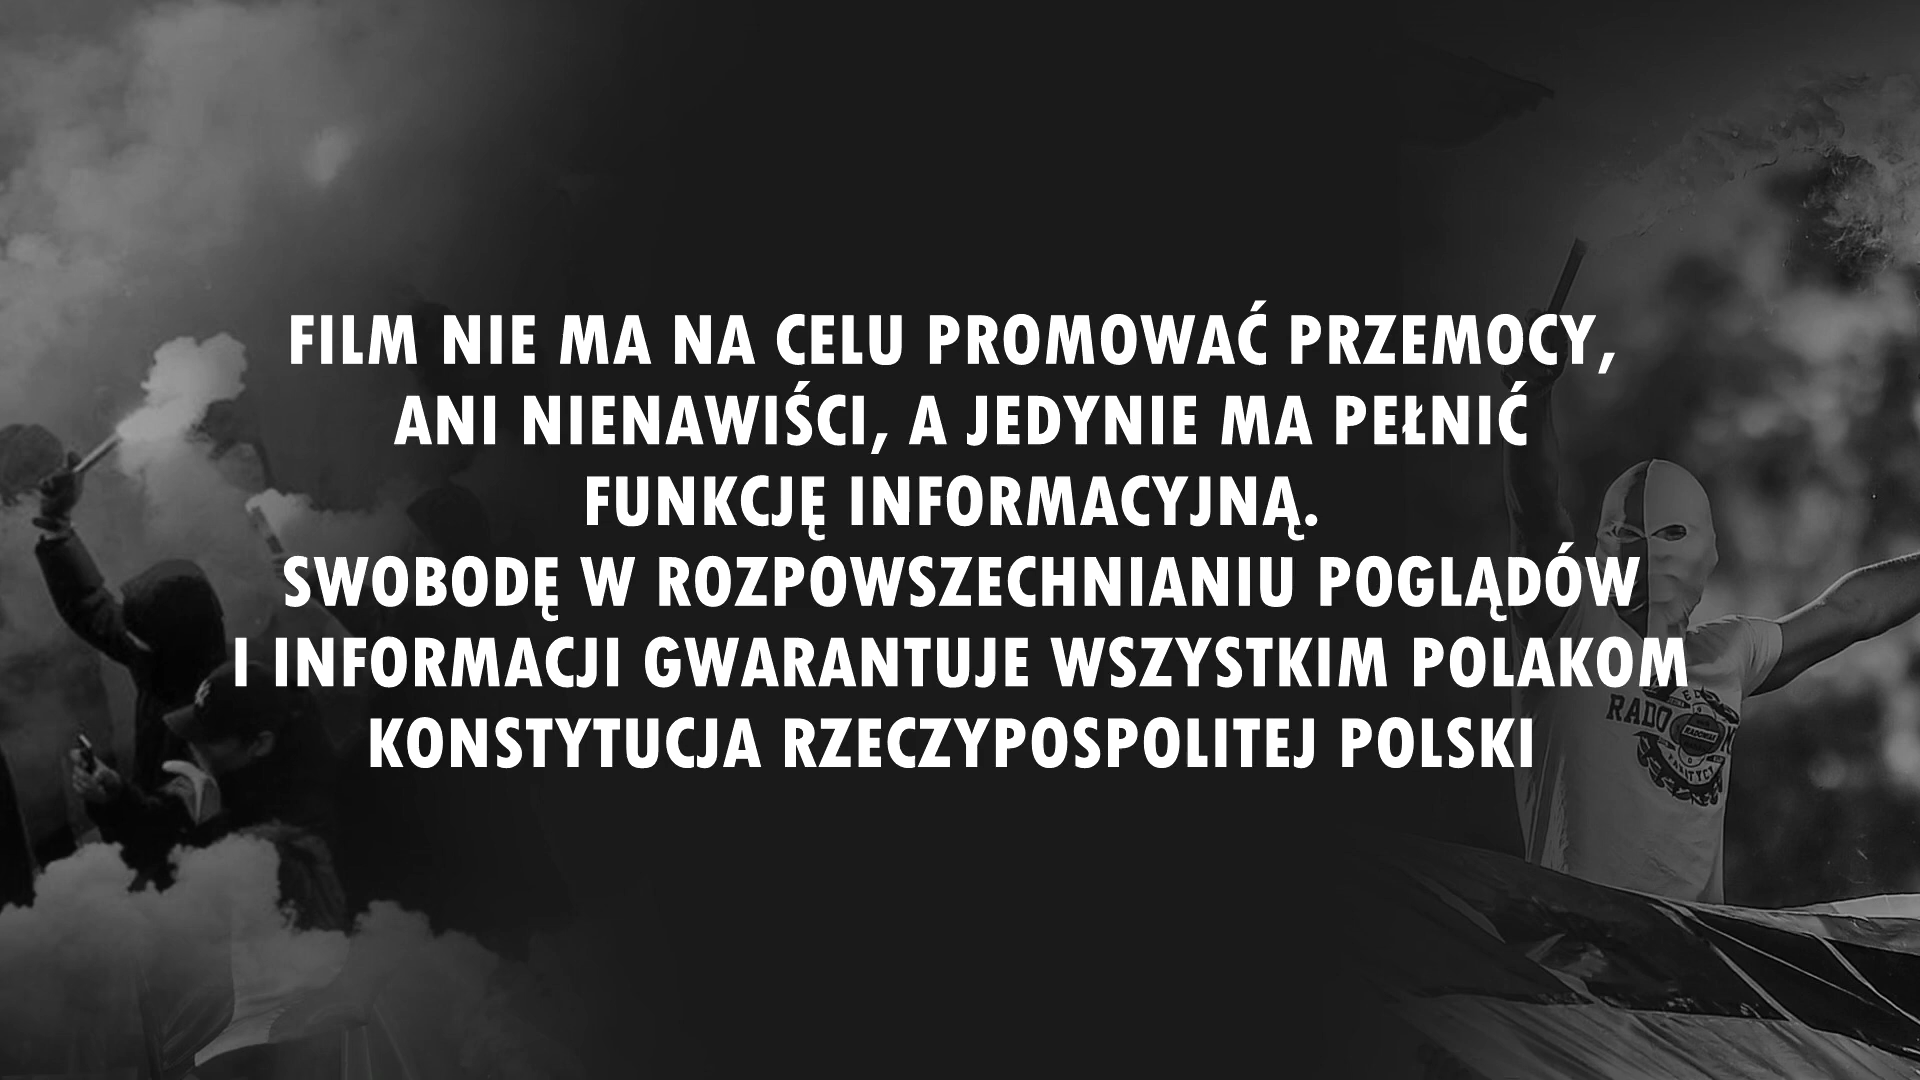 FILM NIE MA NA CELU PROMOWAĆ PRZEMOCY,
ANI NIENAWIŚCI, A JEDYNIE MA PEŁNIĆ
FUNKCJĘ INFORMACYJNĄ.
SWOBODĘ W ROZPOWSZECHNIANIU POGLĄDÓW
I INFORMACJI GWARANTUJE WSZYSTKIM POLAKOM
KONSTYTUCJA RZECZYPOSPOLITEJ POLSKI